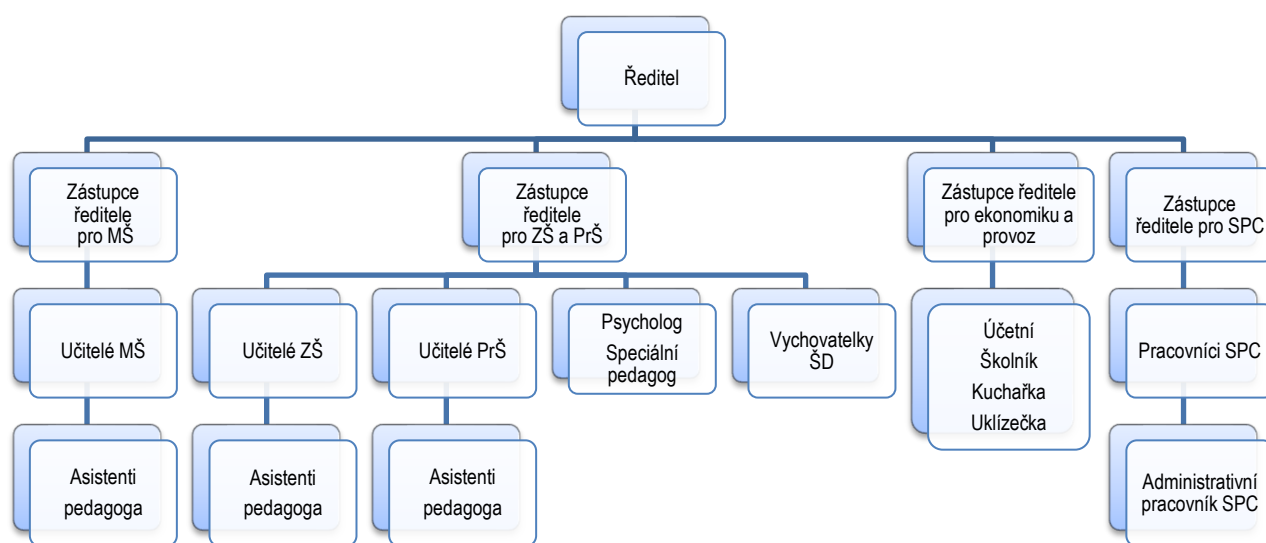 Ředitel
Zástupce
ředitele
pro MŠ
Zástupce
ředitele
pro ZŠ a PrŠ
Zástupce ředitele
pro ekonomiku a
provoz
Zástupce
ředitele pro SPC
Učitelé MŠ
Učitelé ZŠ
Učitelé PrŠ
Psycholog
Speciální
pedagog
Vychovatelky
ŠD
Účetní
Školník
Kuchařka
Uklízečka
Pracovníci SPC
Asistenti
pedagoga
Asistenti
pedagoga
Asistenti
pedagoga
Administrativní
pracovník SPC